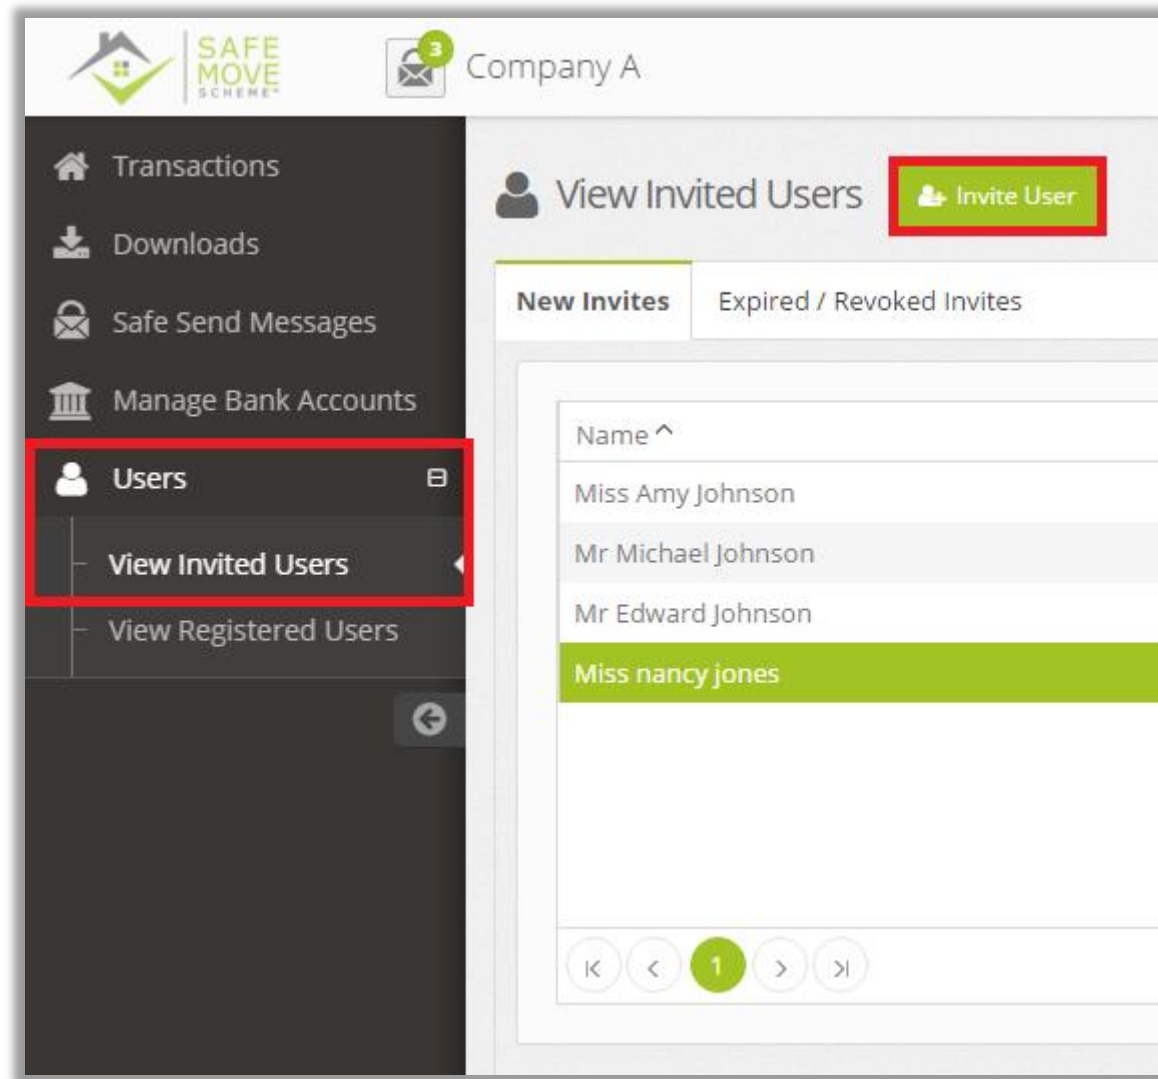 SAFE
MOVE
SCHEME®
3
Company A
Transactions
Downloads
Safe Send Messages
Manage Bank Accounts
Users
View Invited Users
View Registered Users
View Invited Users
Invite User
New Invites
Expired / Revoked Invites
Name
Miss Amy Johnson
Mr Michael Johnson
Mr Edward Johnson
Miss nancy jones
1